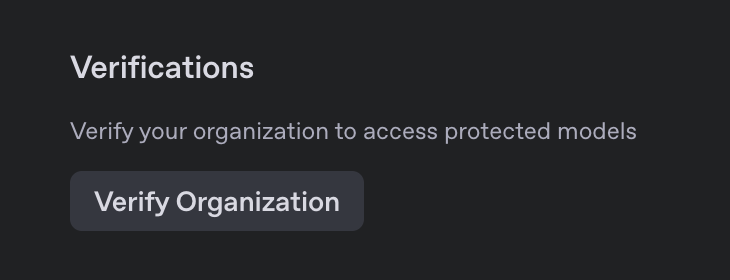 Verifications
Verify your organization to access protected models
Verify Organization